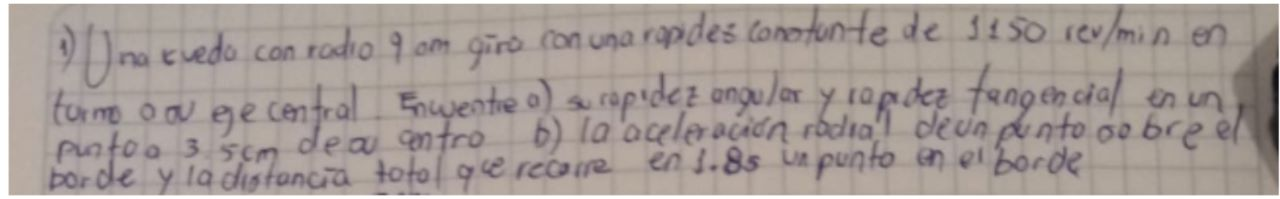 1) Una rueda con radio 9 cm gira con una rapides constante de 1150 rev/min en
torno a su eje central. Encuentre a) su rapidez angular y rapidez tangencial en un
punto a 3.5cm de su centro b) la aceleración radial de un punto sobre el
borde y la distancia total que recorre en 1.8s un punto en el borde